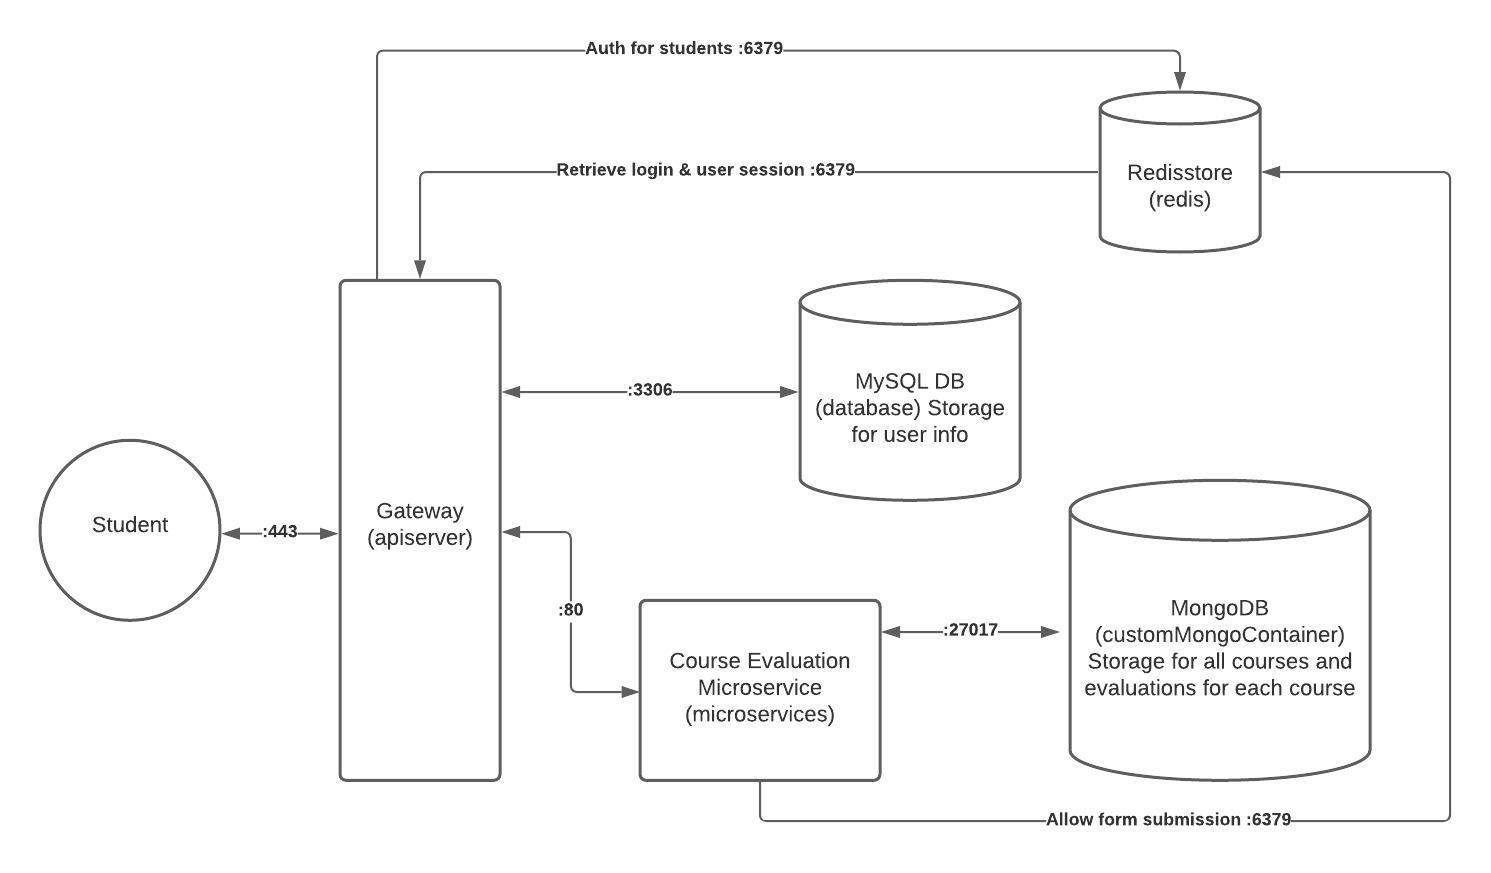 Auth for students :6379
Retrieve login & user session :6379
Redisstore
(redis)
MySQL DB
(database) Storage
for user info
:3306
Student
:443
Gateway
(apiserver)
:80
Course Evaluation
Microservice
(microservices)
:27017
MongoDB
(customMongoContainer)
Storage for all courses and
evaluations for each course
Allow form submission :6379